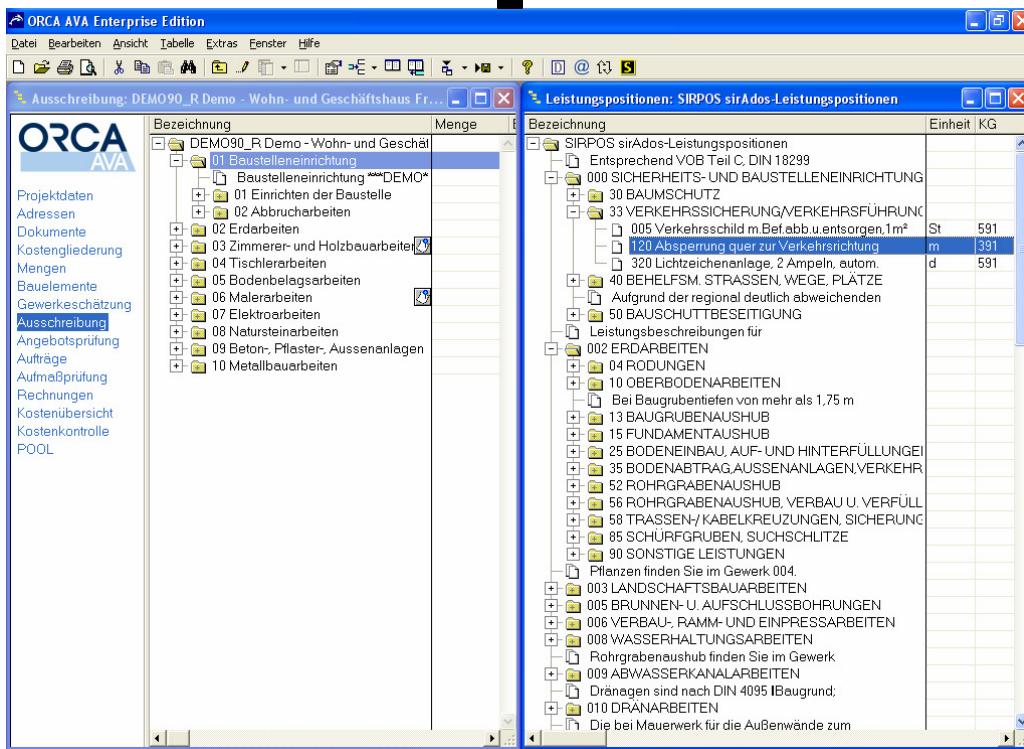 ORCA AVA Enterprise Edition
Datei Bearbeiten Ansicht Tabelle Extras Fenster Hilfe
Ausschreibung: DEMO90_R Demo - Wohn- und Geschäftshaus Fr...
ORCA
AVA
Projektdaten
Adressen
Dokumente
Kostengliederung
Mengen
Bauelemente
Gewerkeschätzung
Ausschreibung
Angebotsprüfung
Aufträge
Aufmaßprüfung
Rechnungen
Kostenübersicht
Kostenkontrolle
POOL
Bezeichnung Menge
DEMO90_R Demo - Wohn- und Geschäf
01 Baustelleneinrichtung
Baustelleneinrichtung ***DEMO*
01 Einrichten der Baustelle
02 Abbrucharbeiten
02 Erdarbeiten
03 Zimmerer- und Holzbauarbeiten
04 Tischlerarbeiten
05 Bodenbelagsarbeiten
06 Malerarbeiten
07 Elektroarbeiten
08 Natursteinarbeiten
09 Beton-, Pflaster-, Aussenanlagen
10 Metallbauarbeiten
Leistungspositionen: SIRPOS sirAdos-Leistungspositionen
Bezeichnung Einheit KG
SIRPOS sirAdos-Leistungspositionen
Entsprechend VOB Teil C, DIN 18299
000 SICHERHEITS- UND BAUSTELLENEINRICHTUNG
30 BAUMSCHUTZ
33 VERKEHRSSICHERUNG/VERKEHRSFÜHRUNG
005 Verkehrsschild m.Bef.abb.u.entsorgen,1m² St 591
120 Absperrung quer zur Verkehrsrichtung m 391
320 Lichtzeichenanlage, 2 Ampeln, autom. d 591
40 BEHELFSM. STRASSEN, WEGE, PLÄTZE
Aufgrund der regional deutlich abweichenden
50 BAUSCHUTTBESEITIGUNG
Leistungsbeschreibungen für
002 ERDARBEITEN
04 RODUNGEN
10 OBERBODENARBEITEN
Bei Baugrubentiefen von mehr als 1,75 m
13 BAUGRUBENAUSHUB
15 FUNDAMENTAUSHUB
25 BODENEINBAU, AUF- UND HINTERFÜLLUNGEN
35 BODENABTRAG,AUSSENANLAGEN,VERKEHR
52 ROHRGRABENAUSHUB
56 ROHRGRABENAUSHUB, VERBAU U. VERFÜLL
58 TRASSEN-/ KABELKREUZUNGEN, SICHERUNG
85 SCHÜRFGRUBEN, SUCHSCHLITZE
90 SONSTIGE LEISTUNGEN
Pflanzen finden Sie im Gewerk 004.
003 LANDSCHAFTSBAUARBEITEN
005 BRUNNEN- U. AUFSCHLUSSBOHRUNGEN
006 VERBAU-, RAMM- UND EINPRESSARBEITEN
008 WASSERHALTUNGSARBEITEN
Rohrgrabenaushub finden Sie im Gewerk
009 ABWASSERKANALARBEITEN
Dränagen sind nach DIN 4095 IBaugrund;
010 DRÄNARBEITEN
Die bei Mauerwerk für die Außenwände zum